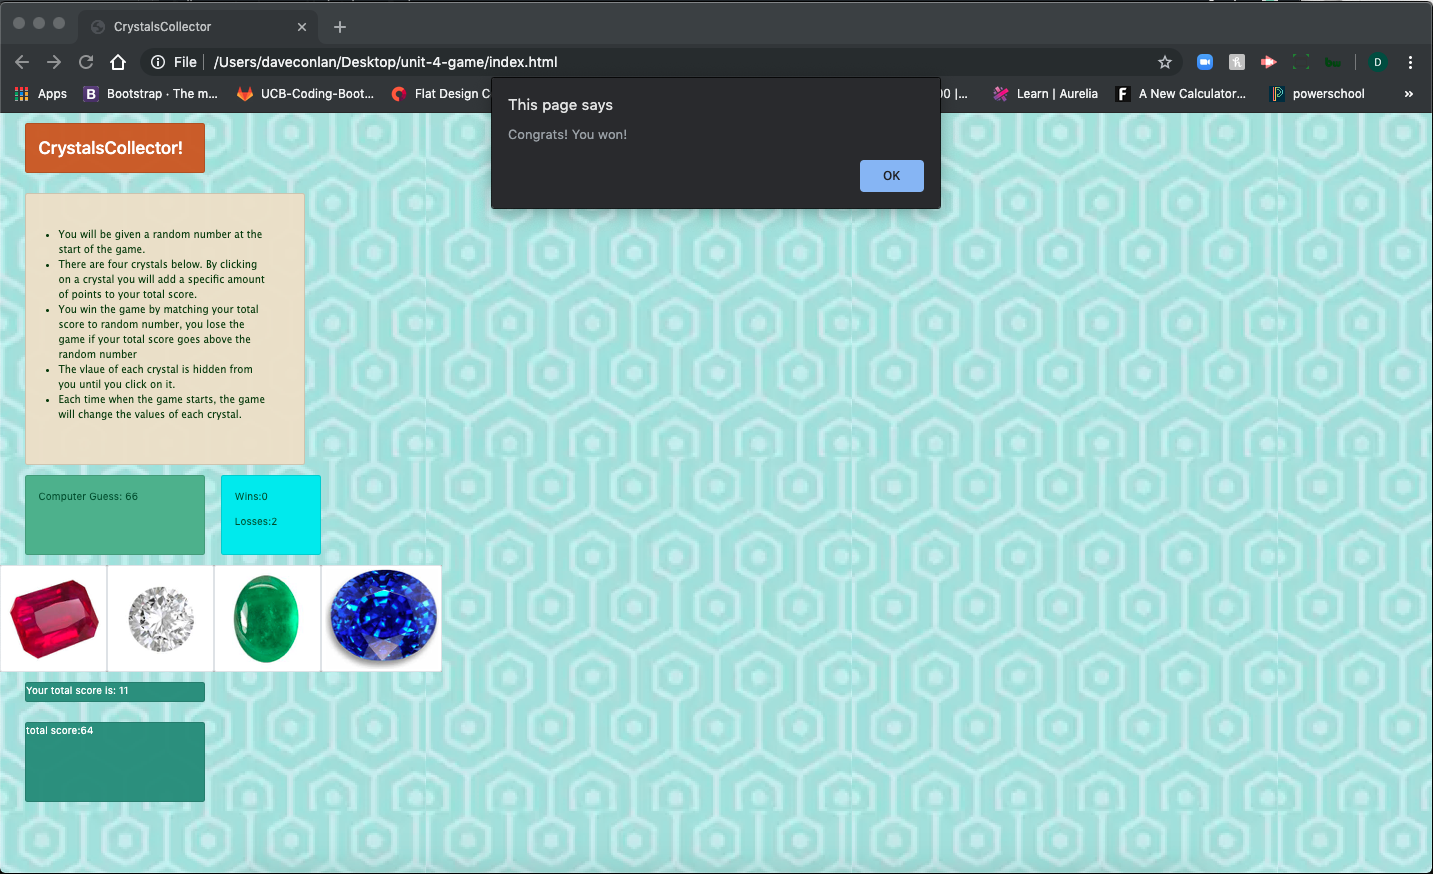 CrystalsCollector
File
/Users/daveconlan/Desktop/unit-4-game/index.html
D
Apps
B
Bootstrap · The m...
UCB-Coding-Boot...
Flat Design C
00 |...
Learn | Aurelia
F
A New Calculator...
powerschool
»
This page says
Congrats! You won!
OK
CrystalsCollector!
• You will be given a random number at the
start of the game.
• There are four crystals below. By clicking
on a crystal you will add a specific amount
of points to your total score.
• You win the game by matching your total
score to random number, you lose the
game if your total score goes above the
random number
• The vlaue of each crystal is hidden from
you until you click on it.
• Each time when the game starts, the game
will change the values of each crystal.
Computer Guess: 66
Wins:0
Losses:2
Your total score is: 11
total score:64